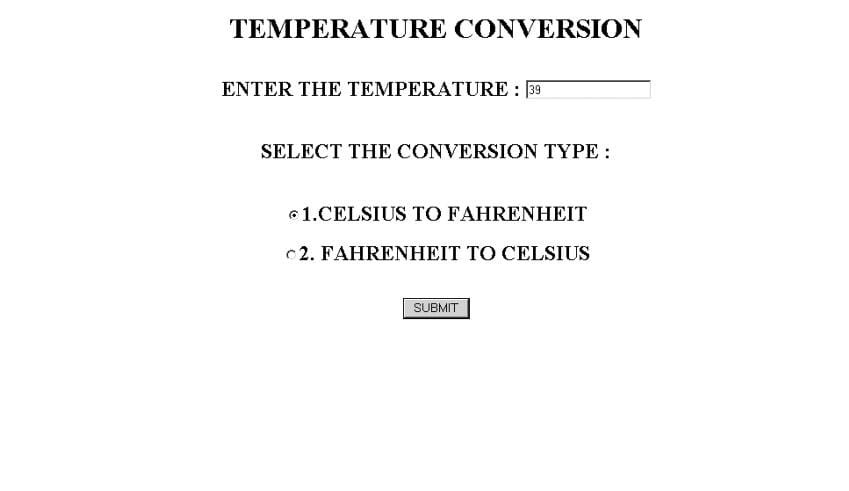 TEMPERATURE CONVERSION
ENTER THE TEMPERATURE : 39
SELECT THE CONVERSION TYPE :
1.CELSIUS TO FAHRENHEIT
2. FAHRENHEIT TO CELSIUS
SUBMIT